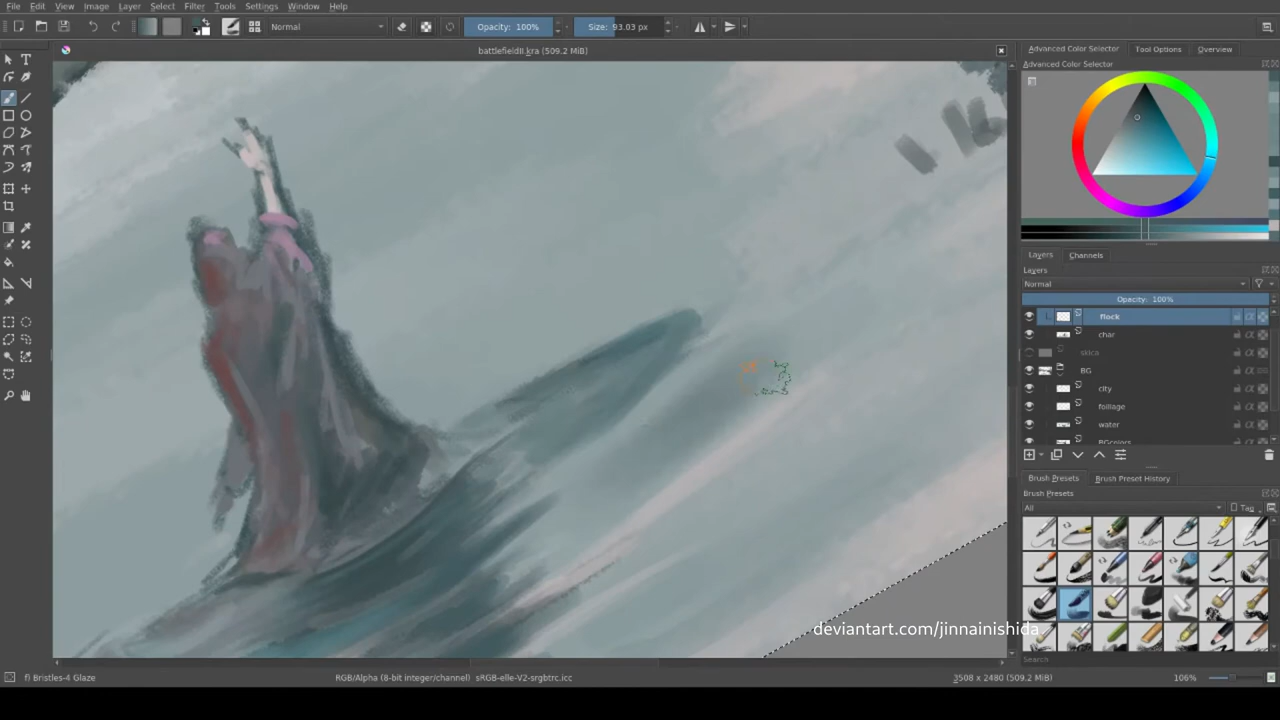 File Edit View Image Layer Select Filter Tools Settings Window Help
Normal Opacity: 100% Size: 93.03 px
battlefieldII.kra (509.2 MiB)
Advanced Color Selector Tool Options Overview
Advanced Color Selector
Layers Channels
Layers
Normal
Opacity: 100%
flock
char
skica
BG
city
foillage
water
BGcolors
Brush Presets Brush Preset History
Brush Presets
All Tag
deviantart.com/jinnainishida
Search
f) Bristles-4 Glaze RGB/Alpha (8-bit integer/channel) sRGB-elle-V2-srgbtrc.icc 3508 x 2480 (509.2 MiB) 106%